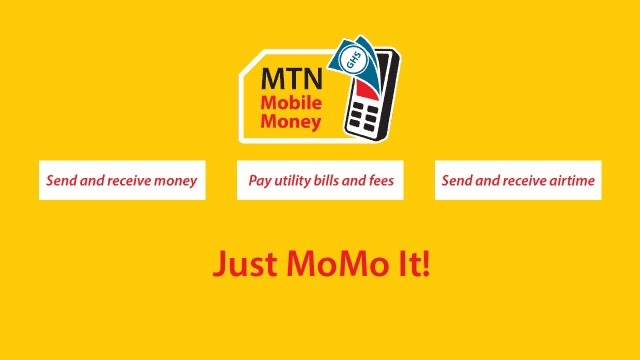 MTN
Mobile
Money
GHS
Send and receive money
Pay utility bills and fees
Send and receive airtime
Just MoMo It!